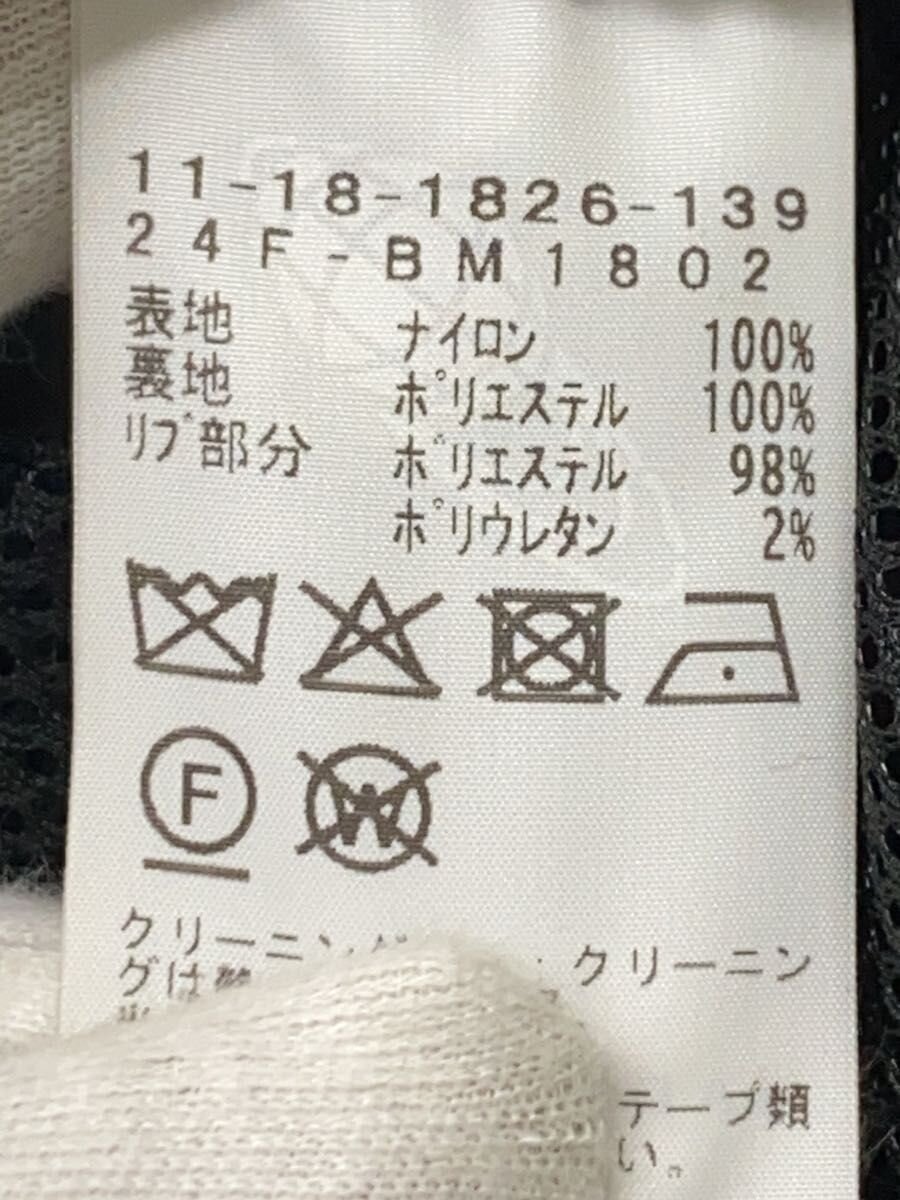 11-18-1826-139
24F-BM1802
表地 ナイロン 100%
裏地 ポリエステル 100%
リブ部分 ポリエステル 98%
ポリウレタン 2%
F
W
クリーニン クリーニン
グは
テープ類
い。